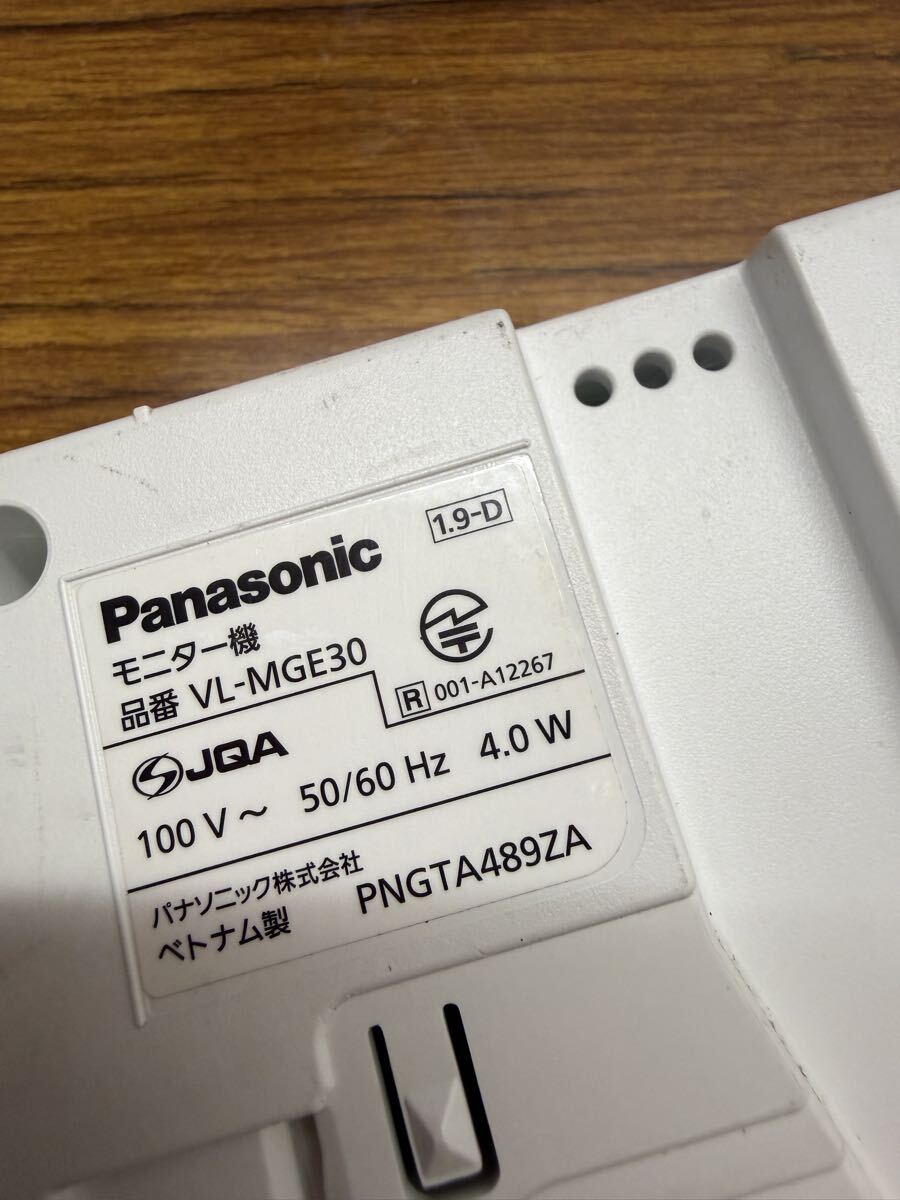 1.9-D
Panasonic
モニター機
品番 VL-MGE30
R 001-A12267
JQA
100 V～ 50/60 Hz 4.0 W
パナソニック株式会社
ベトナム製 PNGTA489ZA